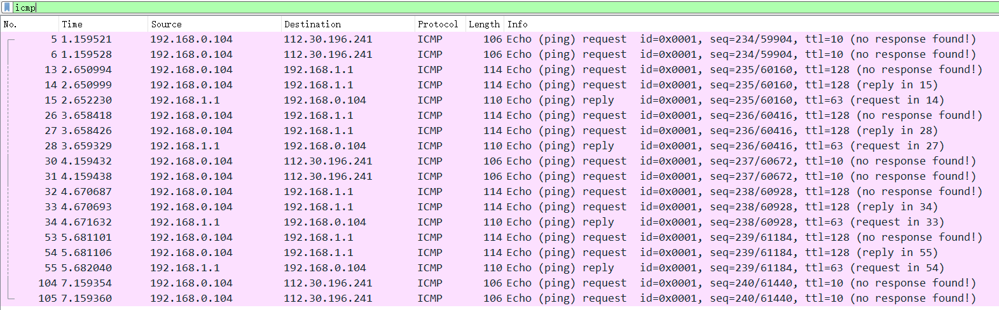 icmp
No. Time Source Destination Protocol Length Info
5 1.159521 192.168.0.104 112.30.196.241 ICMP 106 Echo (ping) request id=0x0001, seq=234/59904, ttl=10 (no response found!)
6 1.159528 192.168.0.104 112.30.196.241 ICMP 106 Echo (ping) request id=0x0001, seq=234/59904, ttl=10 (no response found!)
13 2.650994 192.168.0.104 192.168.1.1 ICMP 114 Echo (ping) request id=0x0001, seq=235/60160, ttl=128 (no response found!)
14 2.650999 192.168.0.104 192.168.1.1 ICMP 114 Echo (ping) request id=0x0001, seq=235/60160, ttl=128 (reply in 15)
15 2.652230 192.168.1.1 192.168.0.104 ICMP 110 Echo (ping) reply id=0x0001, seq=235/60160, ttl=63 (request in 14)
26 3.658418 192.168.0.104 192.168.1.1 ICMP 114 Echo (ping) request id=0x0001, seq=236/60416, ttl=128 (no response found!)
27 3.658426 192.168.0.104 192.168.1.1 ICMP 114 Echo (ping) request id=0x0001, seq=236/60416, ttl=128 (reply in 28)
28 3.659329 192.168.1.1 192.168.0.104 ICMP 110 Echo (ping) reply id=0x0001, seq=236/60416, ttl=63 (request in 27)
30 4.159432 192.168.0.104 112.30.196.241 ICMP 106 Echo (ping) request id=0x0001, seq=237/60672, ttl=10 (no response found!)
31 4.159438 192.168.0.104 112.30.196.241 ICMP 106 Echo (ping) request id=0x0001, seq=237/60672, ttl=10 (no response found!)
32 4.670687 192.168.0.104 192.168.1.1 ICMP 114 Echo (ping) request id=0x0001, seq=238/60928, ttl=128 (no response found!)
33 4.670693 192.168.0.104 192.168.1.1 ICMP 114 Echo (ping) request id=0x0001, seq=238/60928, ttl=128 (reply in 34)
34 4.671632 192.168.1.1 192.168.0.104 ICMP 110 Echo (ping) reply id=0x0001, seq=238/60928, ttl=63 (request in 33)
53 5.681101 192.168.0.104 192.168.1.1 ICMP 114 Echo (ping) request id=0x0001, seq=239/61184, ttl=128 (no response found!)
54 5.681106 192.168.0.104 192.168.1.1 ICMP 114 Echo (ping) request id=0x0001, seq=239/61184, ttl=128 (reply in 55)
55 5.682040 192.168.1.1 192.168.0.104 ICMP 110 Echo (ping) reply id=0x0001, seq=239/61184, ttl=63 (request in 54)
104 7.159354 192.168.0.104 112.30.196.241 ICMP 106 Echo (ping) request id=0x0001, seq=240/61440, ttl=10 (no response found!)
105 7.159360 192.168.0.104 112.30.196.241 ICMP 106 Echo (ping) request id=0x0001, seq=240/61440, ttl=10 (no response found!)